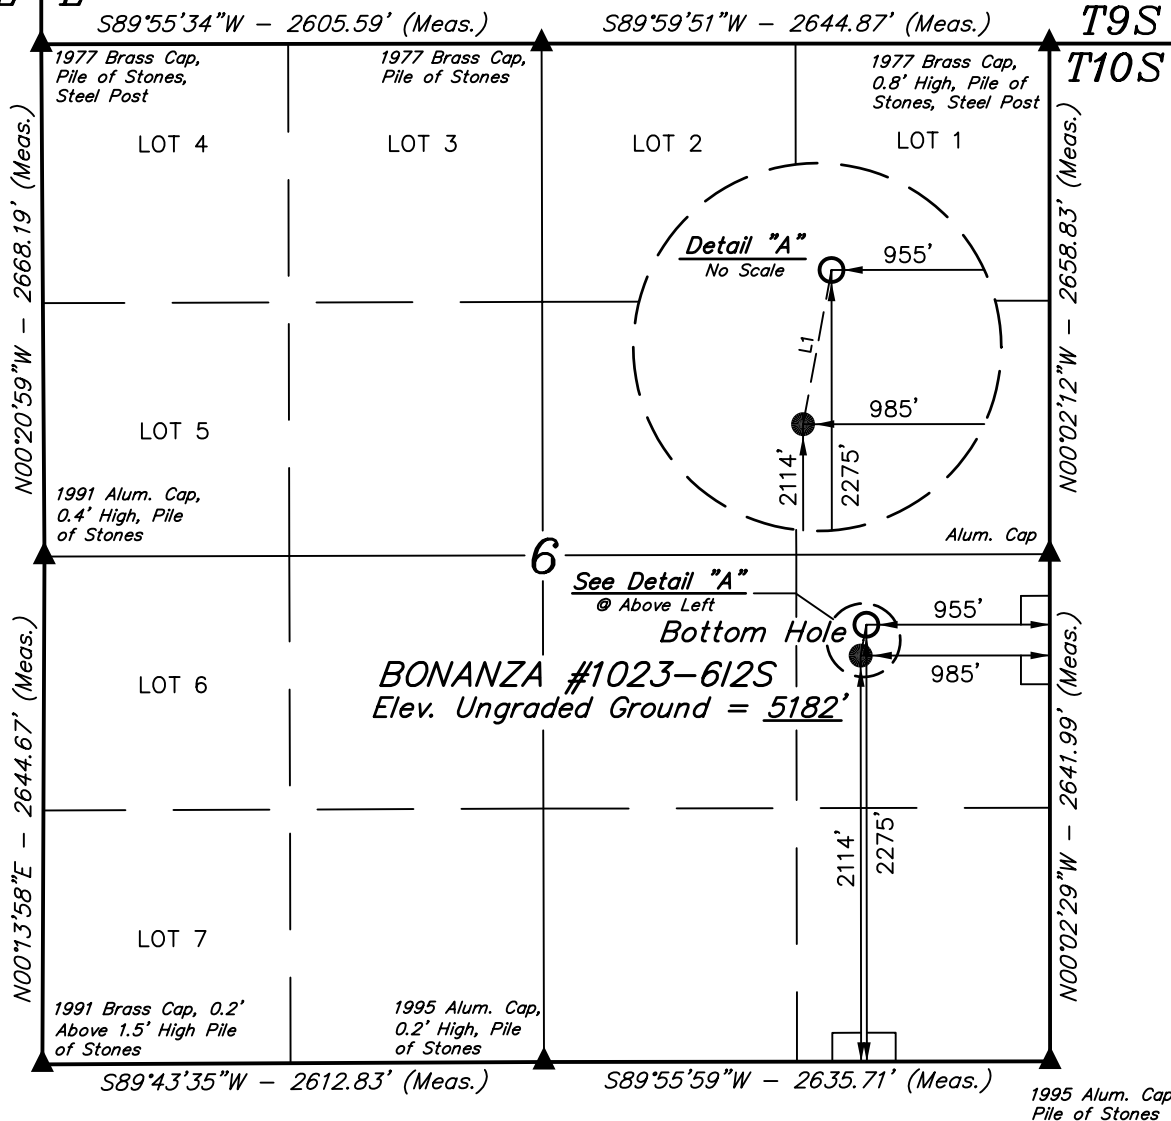 S89°55'34"W - 2605.59' (Meas.)
S89°59'51"W - 2644.87' (Meas.)
T9S
T10S
1977 Brass Cap,
Pile of Stones,
Steel Post
1977 Brass Cap,
Pile of Stones
1977 Brass Cap,
0.8' High, Pile of
Stones, Steel Post
LOT 4
LOT 3
LOT 2
LOT 1
N00°20'59"W - 2668.19' (Meas.)
N00°02'12"W - 2658.83' (Meas.)
Detail "A"
No Scale
955'
L1
985'
2114'
2275'
LOT 5
1991 Alum. Cap,
0.4' High, Pile
of Stones
Alum. Cap
6
See Detail "A"
@ Above Left
955'
Bottom Hole
985'
BONANZA #1023-6I2S
Elev. Ungraded Ground = 5182'
LOT 6
N00°13'58"E - 2644.67' (Meas.)
N00°02'29"W - 2641.99' (Meas.)
2114'
2275'
LOT 7
1991 Brass Cap, 0.2'
Above 1.5' High Pile
of Stones
1995 Alum. Cap,
0.2' High, Pile
of Stones
S89°43'35"W - 2612.83' (Meas.)
S89°55'59"W - 2635.71' (Meas.)
1995 Alum. Cap
Pile of Stones